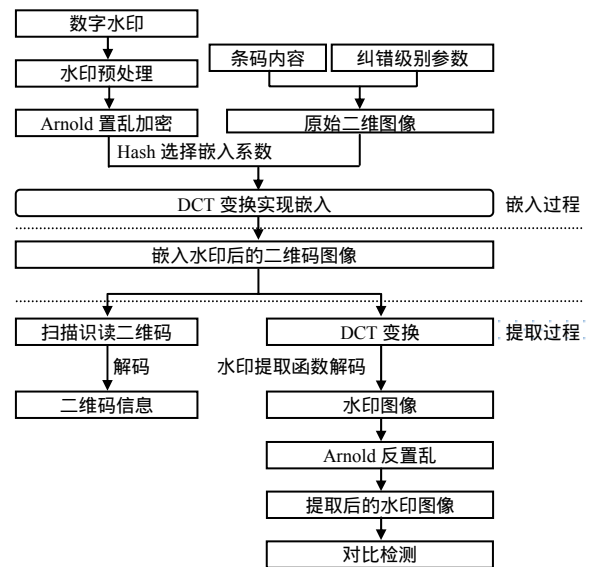 数字水印
水印预处理
条码内容
纠错级别参数
Arnold 置乱加密
原始二维图像
Hash 选择嵌入系数
DCT 变换实现嵌入
嵌入过程
嵌入水印后的二维码图像
扫描识读二维码
DCT 变换
提取过程
解码
水印提取函数解码
二维码信息
水印图像
Arnold 反置乱
提取后的水印图像
对比检测